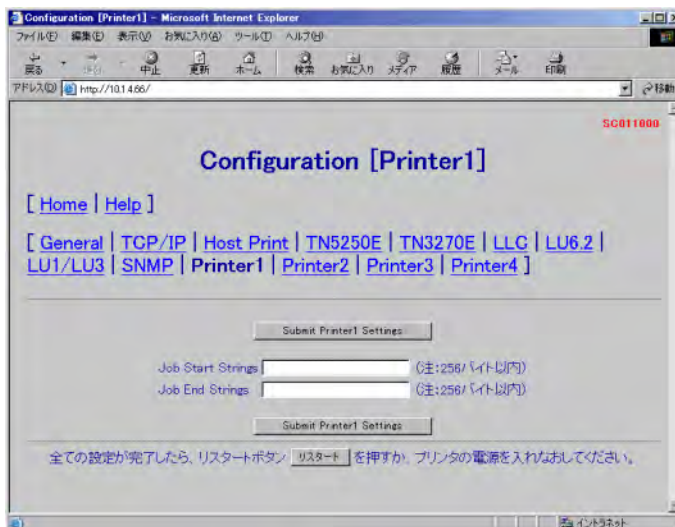 Configuration [Printer1] - Microsoft Internet Explorer
ファイル(F) 編集(E) 表示(V) お気に入り(A) ツール(T) ヘルプ(H)
戻る 中止 更新 ホーム 検索 お気に入り メディア 履歴 メール 印刷
アドレス(D) http://10.1.4.66/ 移動
SC011000
Configuration [Printer1]
[ Home | Help ]
[ General | TCP/IP | Host Print | TN5250E | TN3270E | LLC | LU6.2 |
LU1/LU3 | SNMP | Printer1 | Printer2 | Printer3 | Printer4 ]
Submit Printer1 Settings
Job Start Strings (注:256バイト以内)
Job End Strings (注:256バイト以内)
Submit Printer1 Settings
全ての設定が完了したら、リスタートボタン リスタート を押すか、プリンタの電源を入れなおしてください。
イントラネット